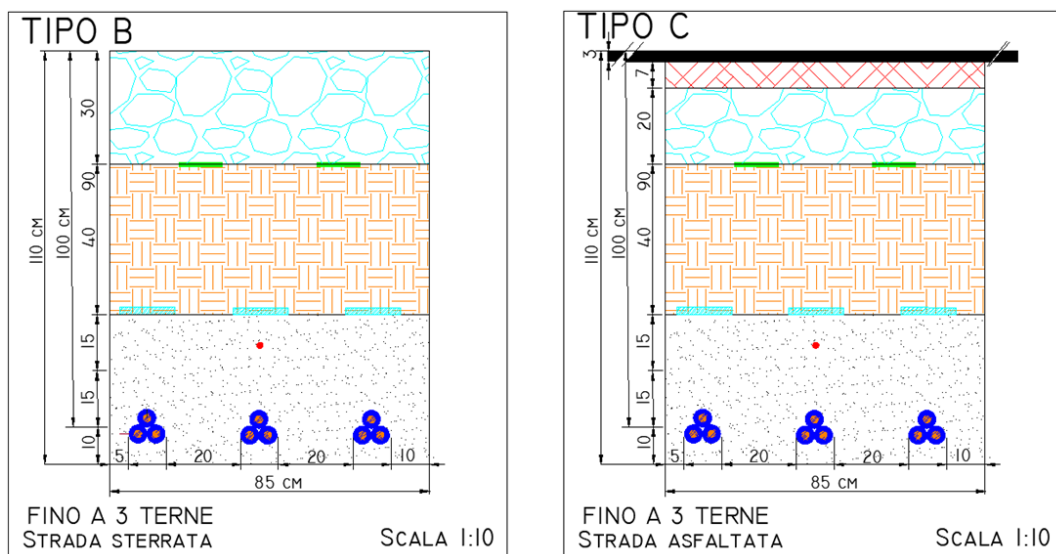 TIPO B
30
90
40
110 CM
100 CM
15
15
10
5
20
20
10
85 CM
FINO A 3 TERNE
STRADA STERRATA
SCALA 1:10
TIPO C
3
7
20
90
40
110 CM
100 CM
15
15
10
5
20
20
10
85 CM
FINO A 3 TERNE
STRADA ASFALTATA
SCALA 1:10